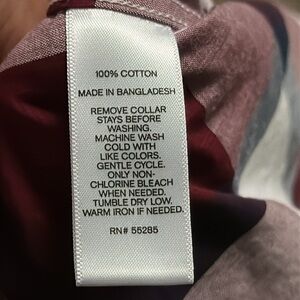 100% COTTON
MADE IN BANGLADESH
REMOVE COLLAR
STAYS BEFORE
WASHING.
MACHINE WASH
COLD WITH
LIKE COLORS.
GENTLE CYCLE.
ONLY NON-
CHLORINE BLEACH
WHEN NEEDED.
TUMBLE DRY LOW.
WARM IRON IF NEEDED.
RN# 55285